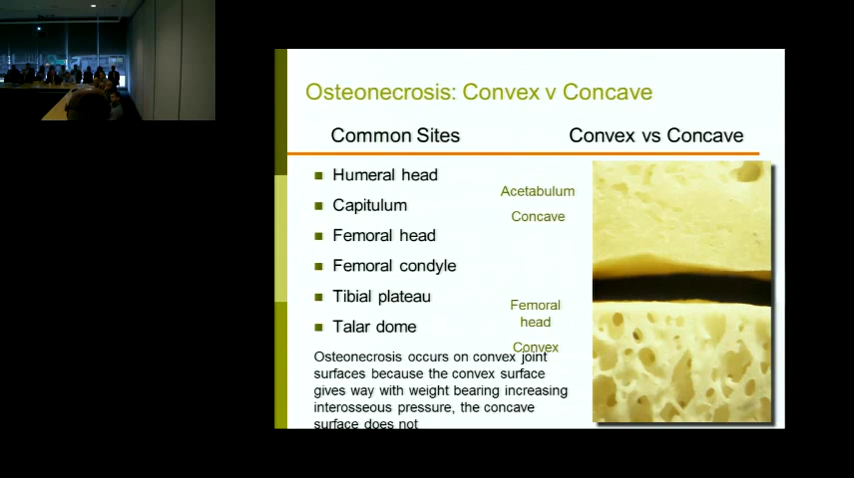 Osteonecrosis: Convex v Concave
Common Sites
Convex vs Concave
Humeral head
Capitulum
Femoral head
Femoral condyle
Tibial plateau
Talar dome
Osteonecrosis occurs on convex joint
surfaces because the convex surface
gives way with weight bearing increasing
interosseous pressure, the concave
surface does not
Acetabulum
Concave
Femoral
head
Convex